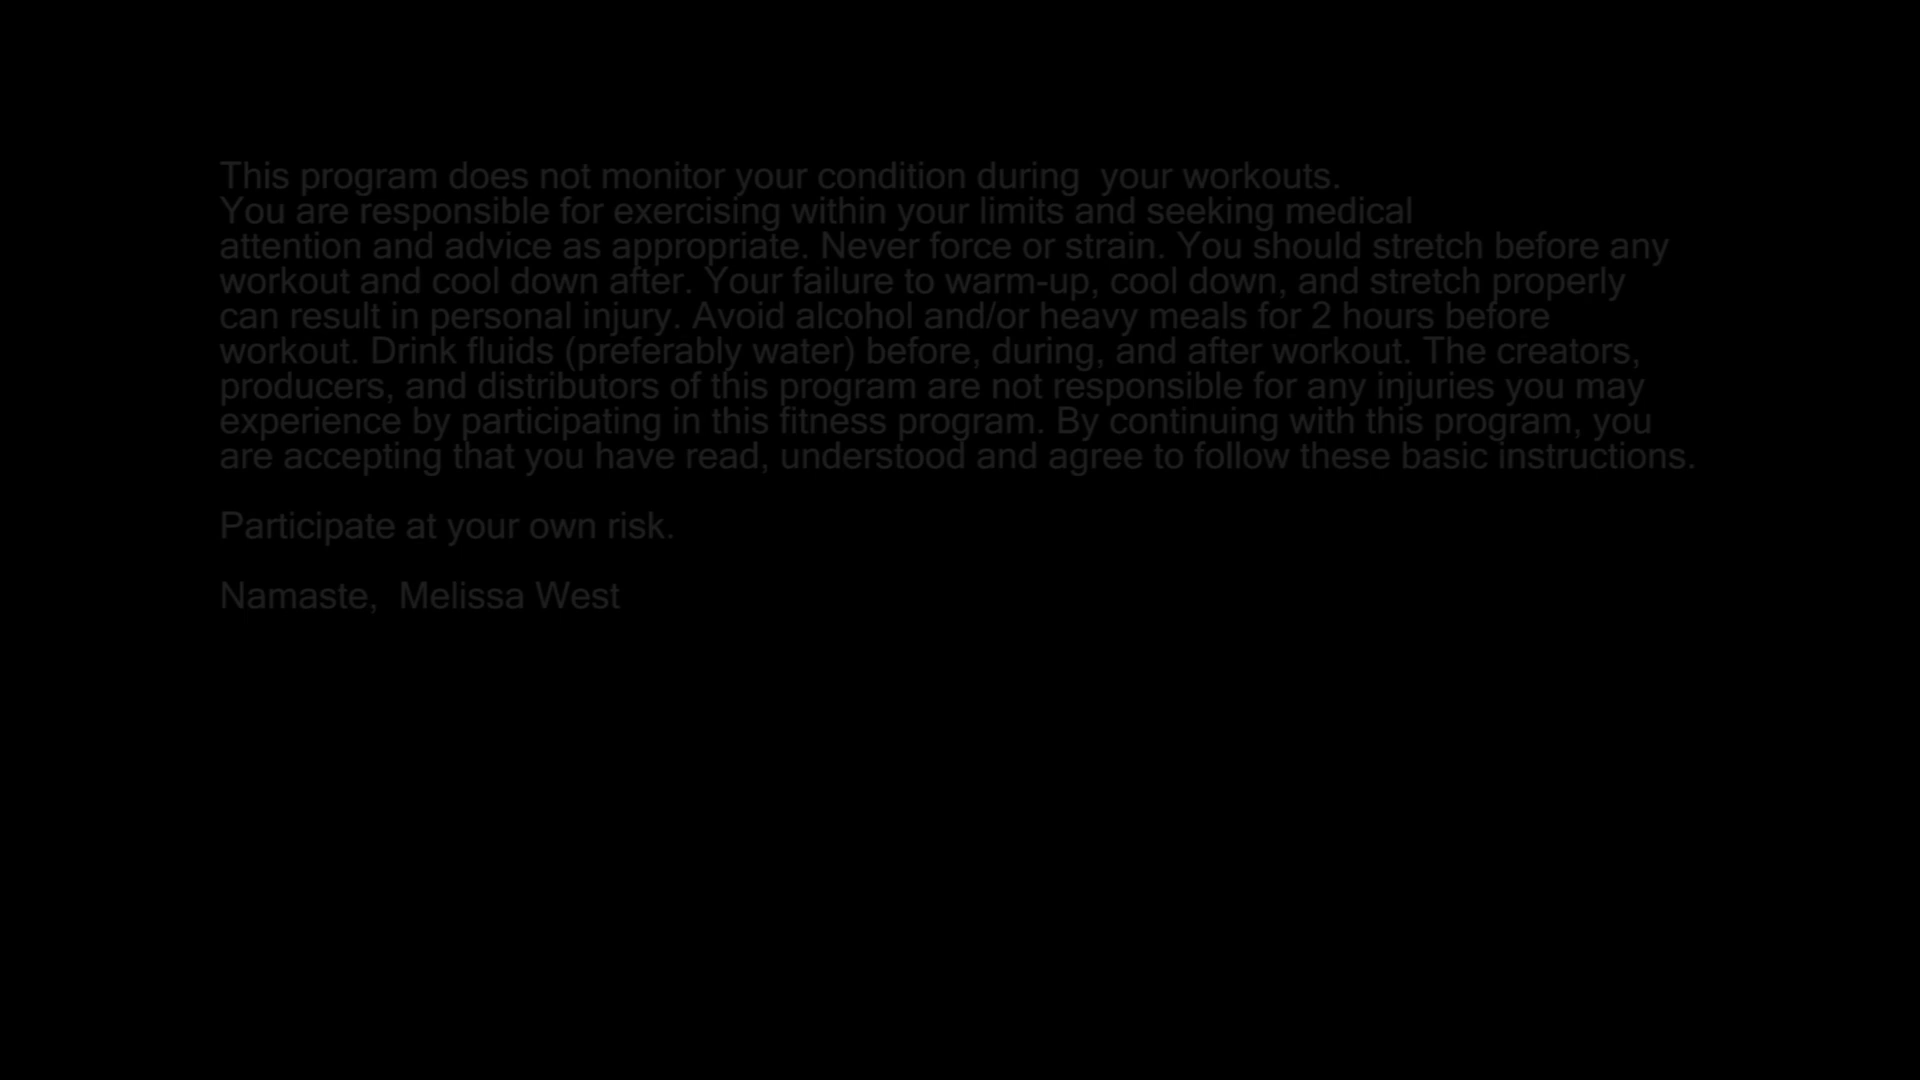 This program does not monitor your condition during  your workouts.
You are responsible for exercising within your limits and seeking medical
attention and advice as appropriate. Never force or strain. You should stretch before any
workout and cool down after. Your failure to warm-up, cool down, and stretch properly
can result in personal injury. Avoid alcohol and/or heavy meals for 2 hours before
workout. Drink fluids (preferably water) before, during, and after workout. The creators,
producers, and distributors of this program are not responsible for any injuries you may
experience by participating in this fitness program. By continuing with this program, you
are accepting that you have read, understood and agree to follow these basic instructions.
Participate at your own risk.
Namaste,  Melissa West